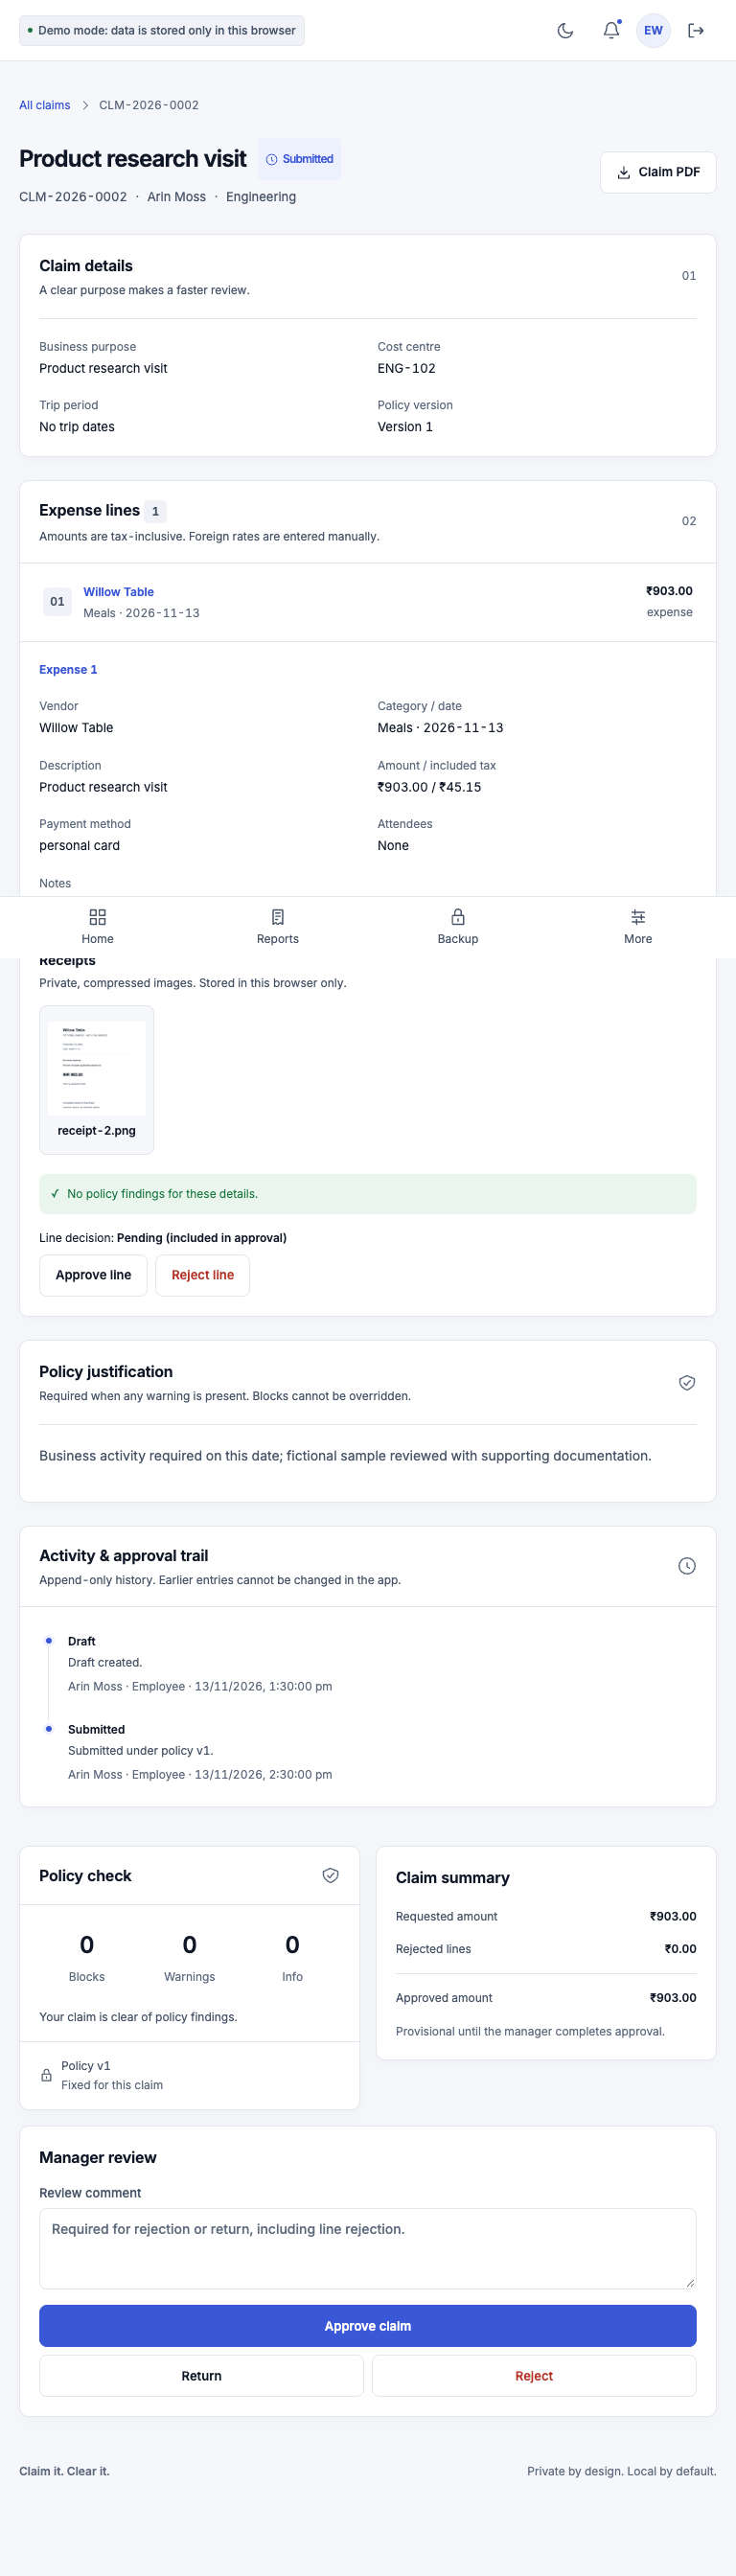 Demo mode: data is stored only in this browser
EW
All claims
CLM-2026-0002
Product research visit
Submitted
Claim PDF
CLM-2026-0002 · Arin Moss · Engineering
Claim details
A clear purpose makes a faster review.
01
Business purpose
Product research visit
Cost centre
ENG-102
Trip period
No trip dates
Policy version
Version 1
Expense lines 1
Amounts are tax-inclusive. Foreign rates are entered manually.
02
01
Willow Table
Meals · 2026-11-13
₹903.00
expense
Expense 1
Vendor
Willow Table
Category / date
Meals · 2026-11-13
Description
Product research visit
Amount / included tax
₹903.00 / ₹45.15
Payment method
personal card
Attendees
None
Notes
Home
Reports
Backup
More
Receipts
Private, compressed images. Stored in this browser only.
Willow Table
receipt-2.png
✓ No policy findings for these details.
Line decision: Pending (included in approval)
Approve line
Reject line
Policy justification
Required when any warning is present. Blocks cannot be overridden.
Business activity required on this date; fictional sample reviewed with supporting documentation.
Activity & approval trail
Append-only history. Earlier entries cannot be changed in the app.
Draft
Draft created.
Arin Moss · Employee · 13/11/2026, 1:30:00 pm
Submitted
Submitted under policy v1.
Arin Moss · Employee · 13/11/2026, 2:30:00 pm
Policy check
0
Blocks
0
Warnings
0
Info
Your claim is clear of policy findings.
Policy v1
Fixed for this claim
Claim summary
Requested amount ₹903.00
Rejected lines ₹0.00
Approved amount ₹903.00
Provisional until the manager completes approval.
Manager review
Review comment
Required for rejection or return, including line rejection.
Approve claim
Return
Reject
Claim it. Clear it.
Private by design. Local by default.